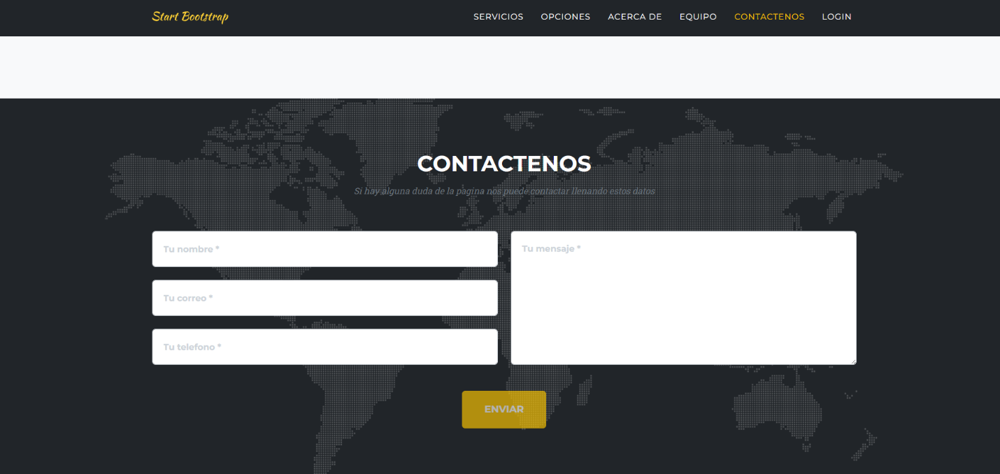 Start Bootstrap
SERVICIOS OPCIONES ACERCA DE EQUIPO CONTACTENOS LOGIN
CONTACTENOS
Si hay alguna duda de la pagina nos puede contactar llenando estos datos
Tu nombre *
Tu correo *
Tu telefono *
Tu mensaje *
ENVIAR